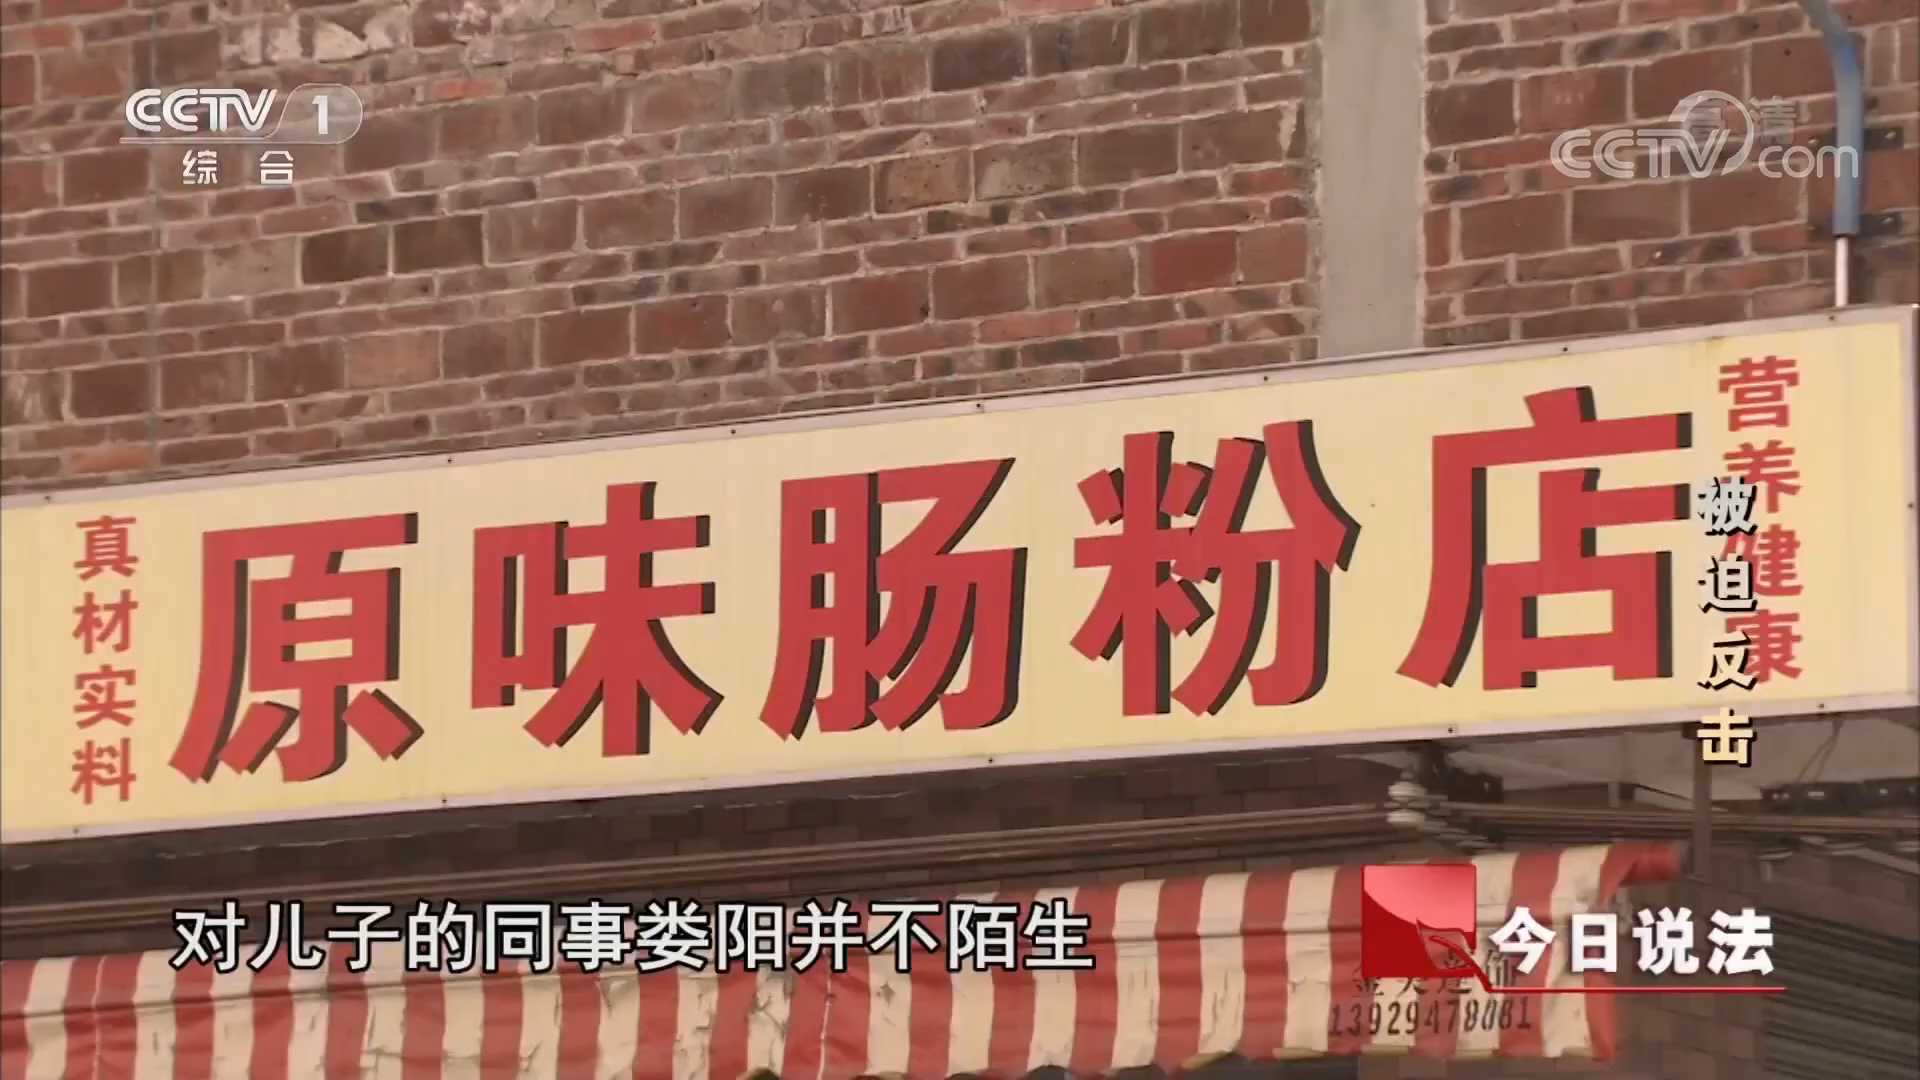 CCTV 1
综合
高清
CCTV com
营养健康
原味肠粉店
真材实料
被迫反击
对儿子的同事娄阳并不陌生
今日说法
13929478081